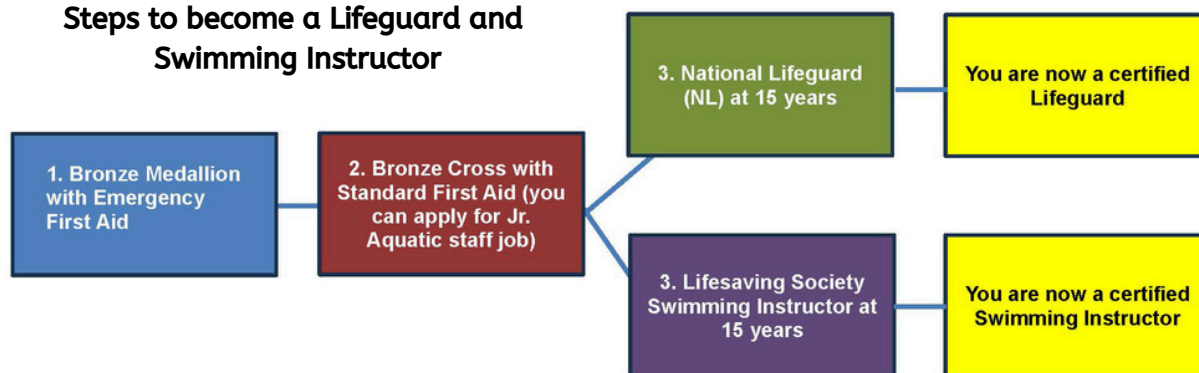 Steps to become a Lifeguard and
Swimming Instructor
1. Bronze Medallion
with Emergency
First Aid
2. Bronze Cross with
Standard First Aid (you
can apply for Jr.
Aquatic staff job)
3. National Lifeguard
(NL) at 15 years
You are now a certified
Lifeguard
3. Lifesaving Society
Swimming Instructor at
15 years
You are now a certified
Swimming Instructor